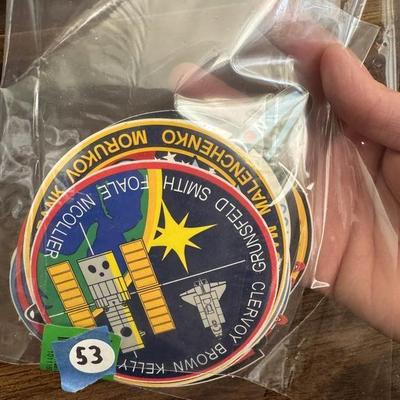 MALENCHENKO
MORUKOV
SMITH FOALE NICOLLIER
GRUNSFELD CLERVOY BROWN KELLY
53